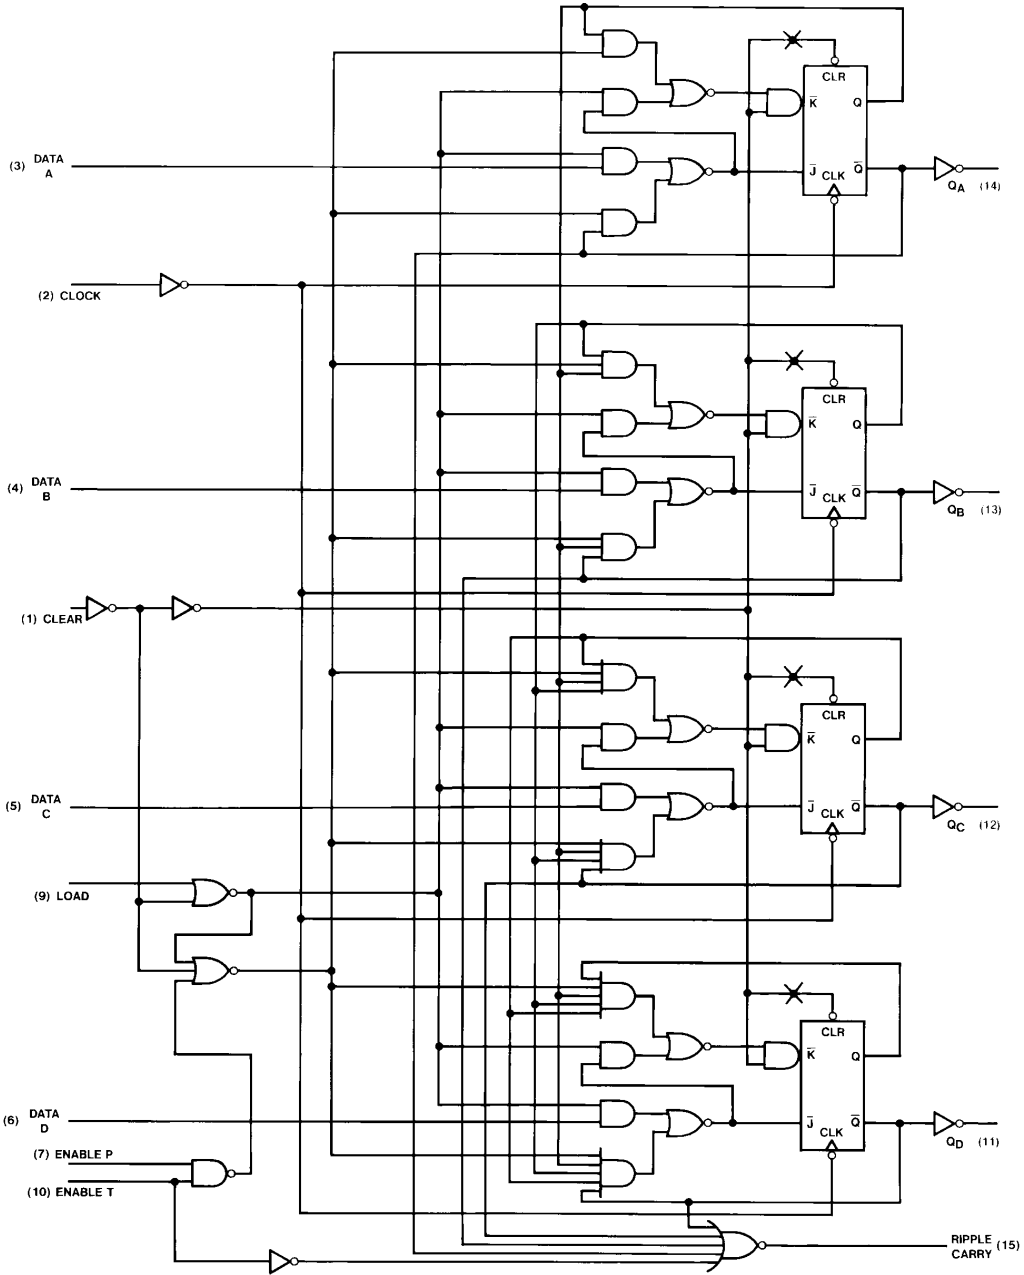 CLR
K̅ Q
(3) DATA
A
J̅ CLK Q̅
QA (14)
(2) CLOCK
CLR
K̅ Q
(4) DATA
B
J̅ CLK Q̅
QB (13)
(1) CLEAR
CLR
K̅ Q
(5) DATA
C
J̅ CLK Q̅
QC (12)
(9) LOAD
CLR
K̅ Q
(6) DATA
D
J̅ CLK Q̅
QD (11)
(7) ENABLE P
(10) ENABLE T
RIPPLE (15)
CARRY